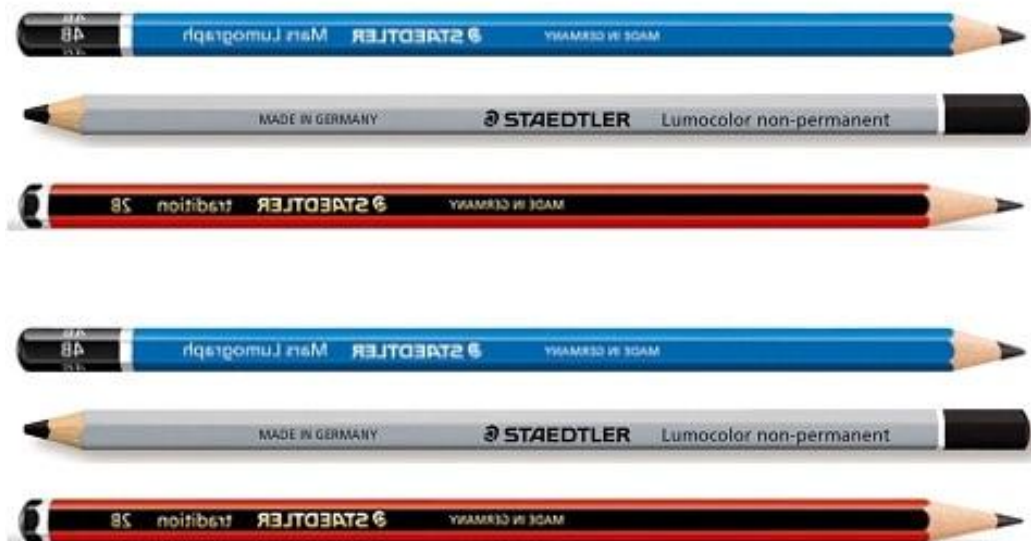 4B Mars Lumograph STAEDTLER MADE IN GERMANY
MADE IN GERMANY STAEDTLER Lumocolor non-permanent
2B tradition STAEDTLER MADE IN GERMANY
4B Mars Lumograph STAEDTLER MADE IN GERMANY
MADE IN GERMANY STAEDTLER Lumocolor non-permanent
2B tradition STAEDTLER MADE IN GERMANY